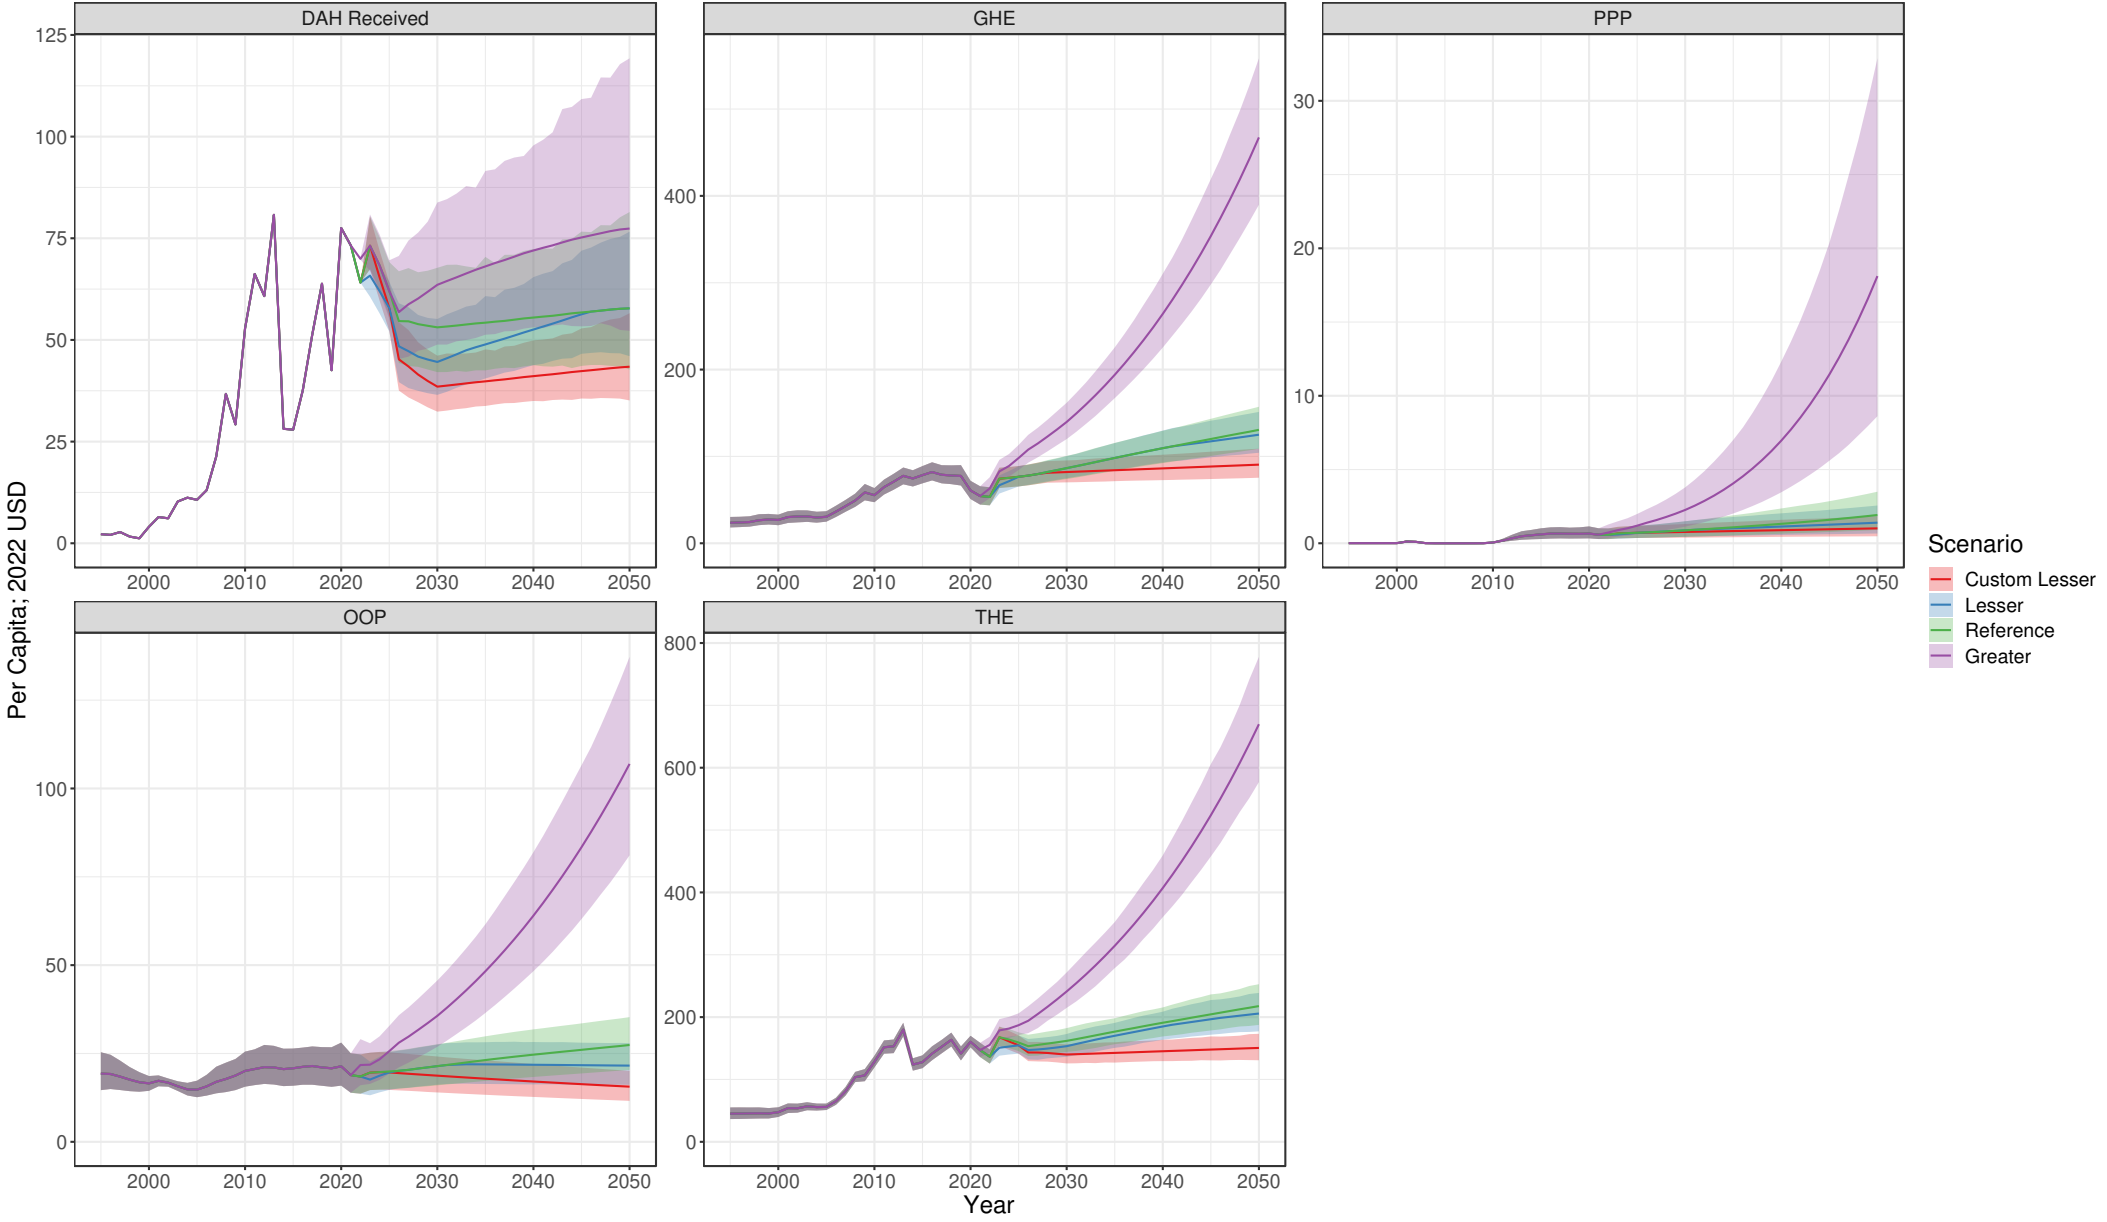 DAH Received
GHE
PPP
125
100
75
50
25
0
400
200
0
30
20
10
0
2000 2010 2020 2030 2040 2050
2000 2010 2020 2030 2040 2050
2000 2010 2020 2030 2040 2050
Per Capita; 2022 USD
Scenario
Custom Lesser
Lesser
Reference
Greater
OOP
THE
100
50
0
800
600
400
200
0
2000 2010 2020 2030 2040 2050
2000 2010 2020 2030 2040 2050
Year